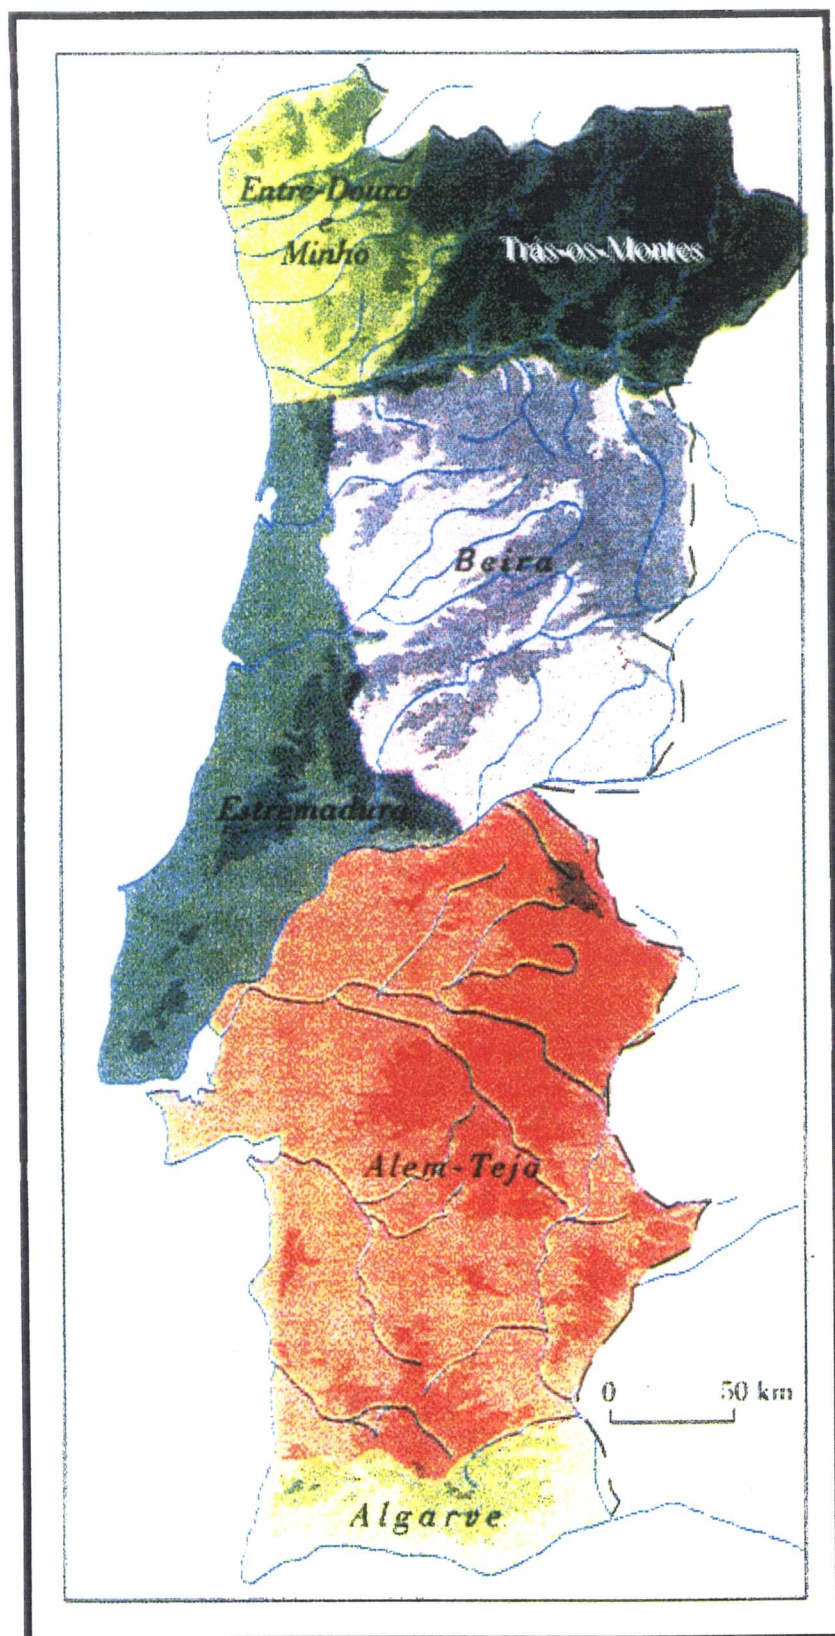 Entre-Douro
e
Minho
Trás-os-Montes
Beira
Estremadura
Alem-Tejo
0 50 km
Algarve